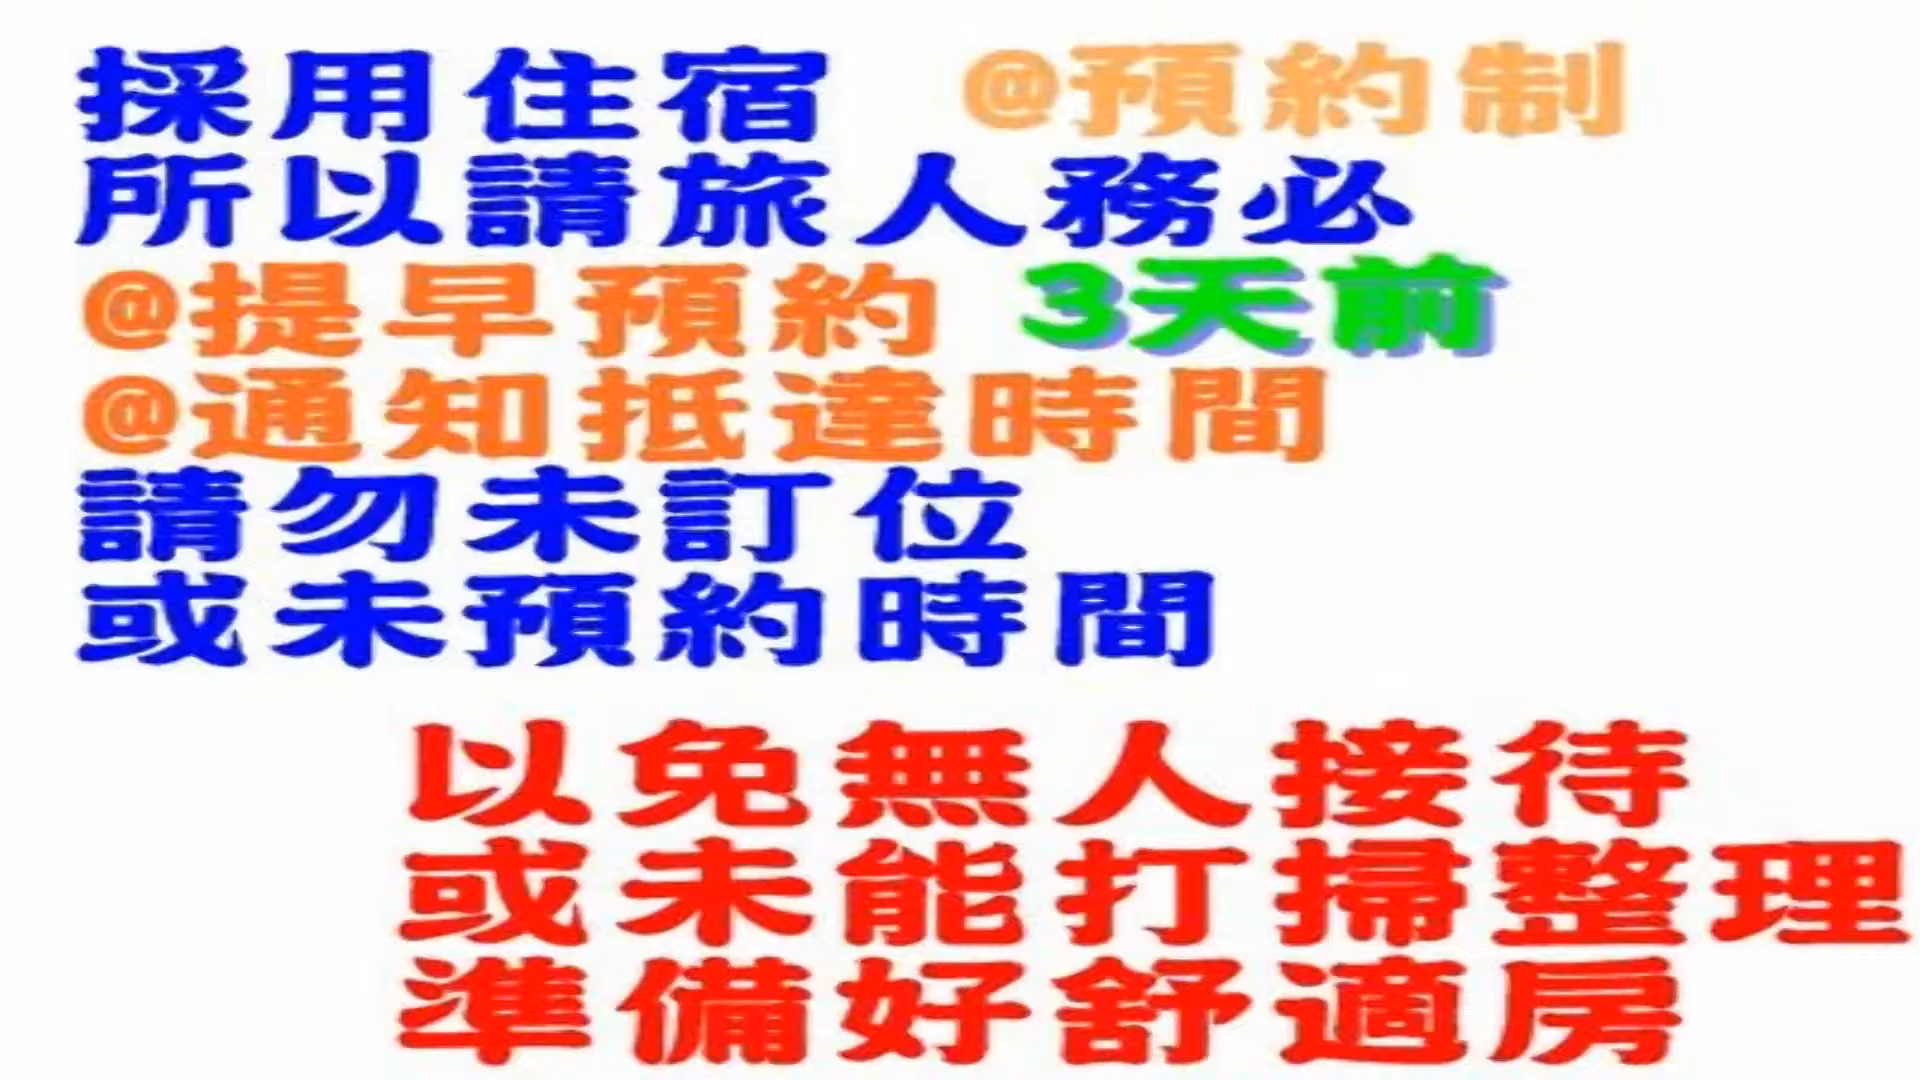 採用住宿 @預約制
所以請旅人務必
@提早預約 3天前
@通知抵達時間
請勿未訂位
或未預約時間
以免無人接待
或未能打掃整理
準備好舒適房